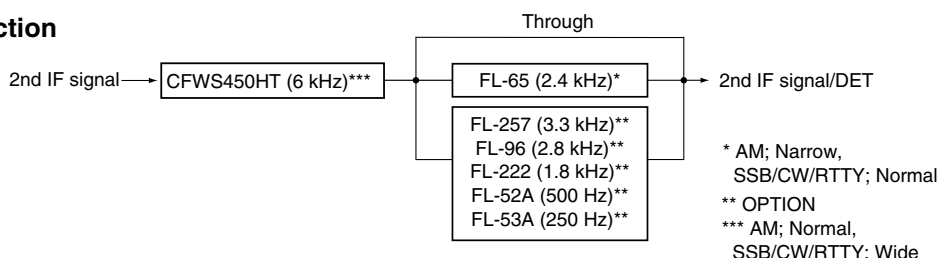 ction
Through
2nd IF signal
CFWS450HT (6 kHz)***
FL-65 (2.4 kHz)*
2nd IF signal/DET
FL-257 (3.3 kHz)**
FL-96 (2.8 kHz)**
FL-222 (1.8 kHz)**
FL-52A (500 Hz)**
FL-53A (250 Hz)**
* AM; Narrow,
SSB/CW/RTTY; Normal
** OPTION
*** AM; Normal,
SSB/CW/RTTY; Wide